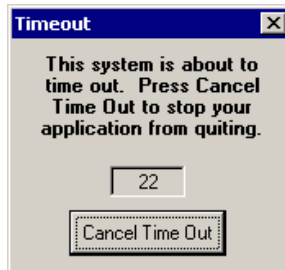 Timeout
This system is about to
time out. Press Cancel
Time Out to stop your
application from quiting.
22
Cancel Time Out